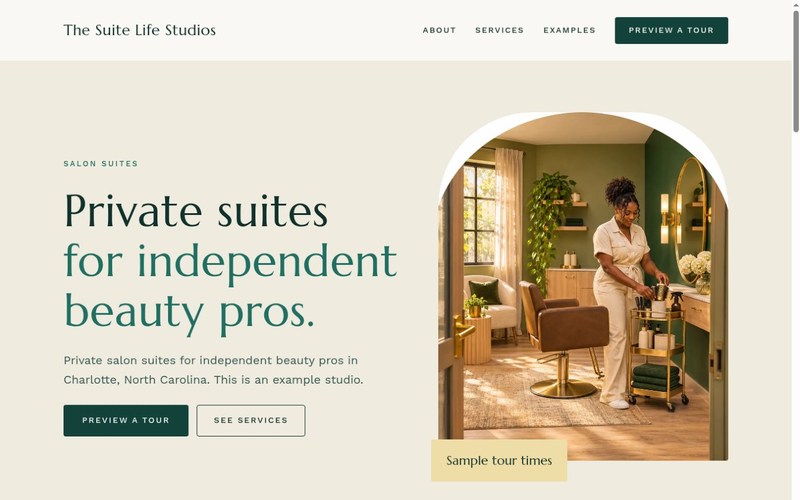 The Suite Life Studios
ABOUT
SERVICES
EXAMPLES
PREVIEW A TOUR
SALON SUITES
Private suites
for independent
beauty pros.
Private salon suites for independent beauty pros in
Charlotte, North Carolina. This is an example studio.
PREVIEW A TOUR
SEE SERVICES
Sample tour times